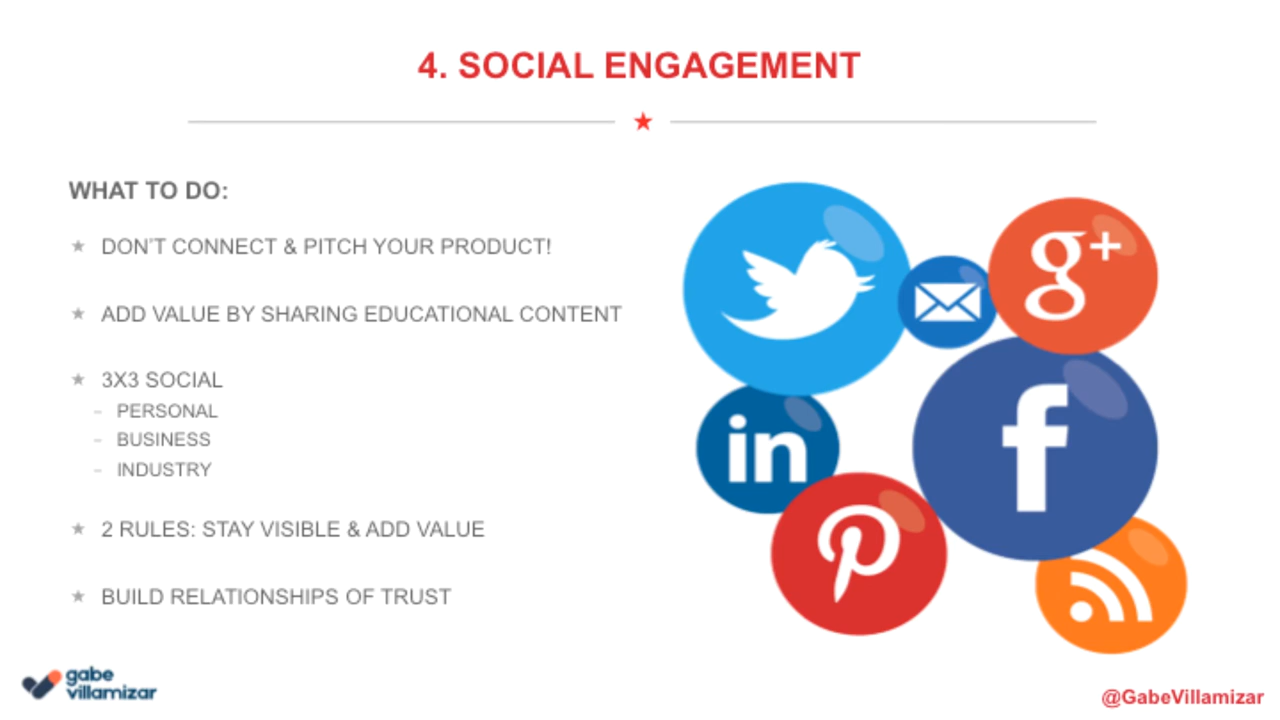 4. SOCIAL ENGAGEMENT
WHAT TO DO:
DON'T CONNECT & PITCH YOUR PRODUCT!
ADD VALUE BY SHARING EDUCATIONAL CONTENT
3X3 SOCIAL
- PERSONAL
- BUSINESS
- INDUSTRY
2 RULES: STAY VISIBLE & ADD VALUE
BUILD RELATIONSHIPS OF TRUST
g+
in
f
gabe
villamizar
@GabeVillamizar